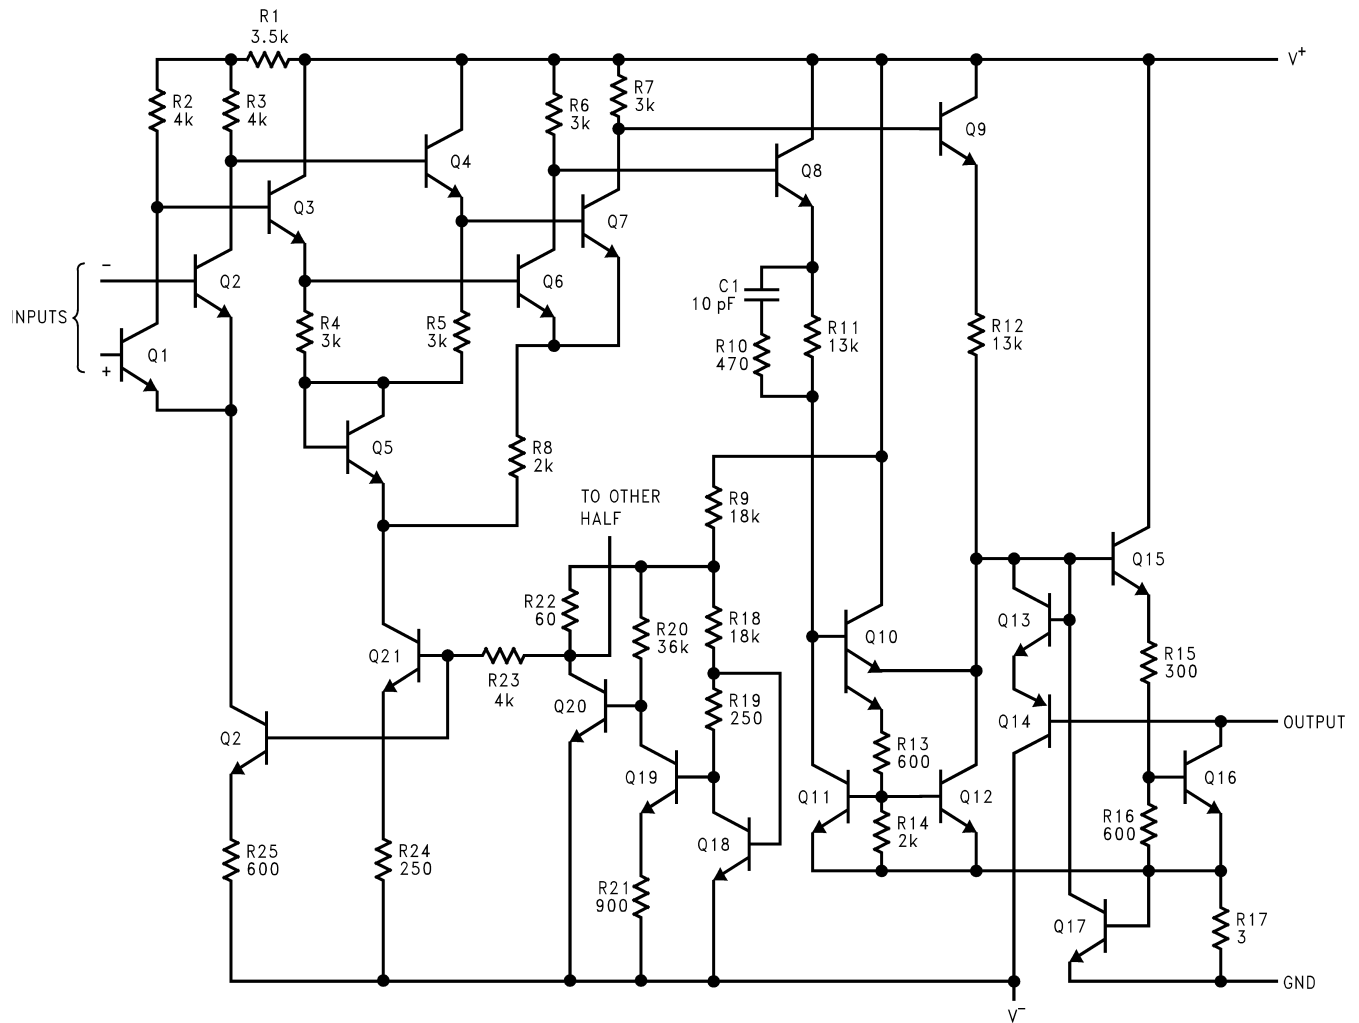 R1
3.5k
V+
R2
4k
R3
4k
R6
3k
R7
3k
Q4
Q9
Q8
Q3
Q7
−
Q2
Q6
INPUTS
C1
10 pF
R4
3k
R5
3k
R11
13k
R12
13k
Q1
+
R10
470
Q5
R8
2k
TO OTHER
HALF
R9
18k
Q15
R22
60
R20
36k
R18
18k
Q13
Q10
Q21
R23
4k
R15
300
Q20
R19
250
Q14
OUTPUT
Q2
R13
600
Q19
Q16
Q11
Q12
R16
600
R14
2k
Q18
R25
600
R24
250
R21
900
Q17
R17
3
GND
V−